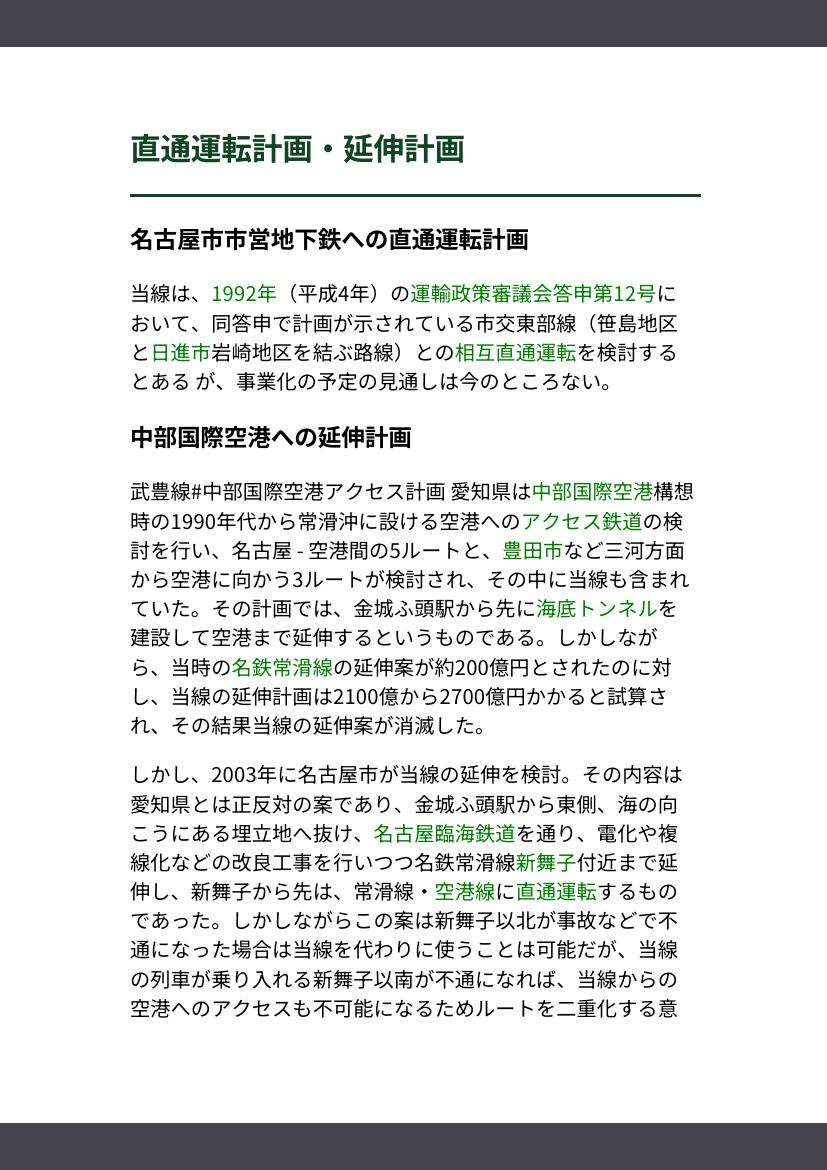 直通運転計画・延伸計画
名古屋市市営地下鉄への直通運転計画
当線は、1992年（平成4年）の運輸政策審議会答申第12号に
おいて、同答申で計画が示されている市交東部線（笹島地区
と日進市岩崎地区を結ぶ路線）との相互直通運転を検討する
とある が、事業化の予定の見通しは今のところない。
中部国際空港への延伸計画
武豊線#中部国際空港アクセス計画 愛知県は中部国際空港構想
時の1990年代から常滑沖に設ける空港へのアクセス鉄道の検
討を行い、名古屋 - 空港間の5ルートと、豊田市など三河方面
から空港に向かう3ルートが検討され、その中に当線も含まれ
ていた。その計画では、金城ふ頭駅から先に海底トンネルを
建設して空港まで延伸するというものである。しかしなが
ら、当時の名鉄常滑線の延伸案が約200億円とされたのに対
し、当線の延伸計画は2100億から2700億円かかると試算さ
れ、その結果当線の延伸案が消滅した。
しかし、2003年に名古屋市が当線の延伸を検討。その内容は
愛知県とは正反対の案であり、金城ふ頭駅から東側、海の向
こうにある埋立地へ抜け、名古屋臨海鉄道を通り、電化や複
線化などの改良工事を行いつつ名鉄常滑線新舞子付近まで延
伸し、新舞子から先は、常滑線・空港線に直通運転するもの
であった。しかしながらこの案は新舞子以北が事故などで不
通になった場合は当線を代わりに使うことは可能だが、当線
の列車が乗り入れる新舞子以南が不通になれば、当線からの
空港へのアクセスも不可能になるためルートを二重化する意